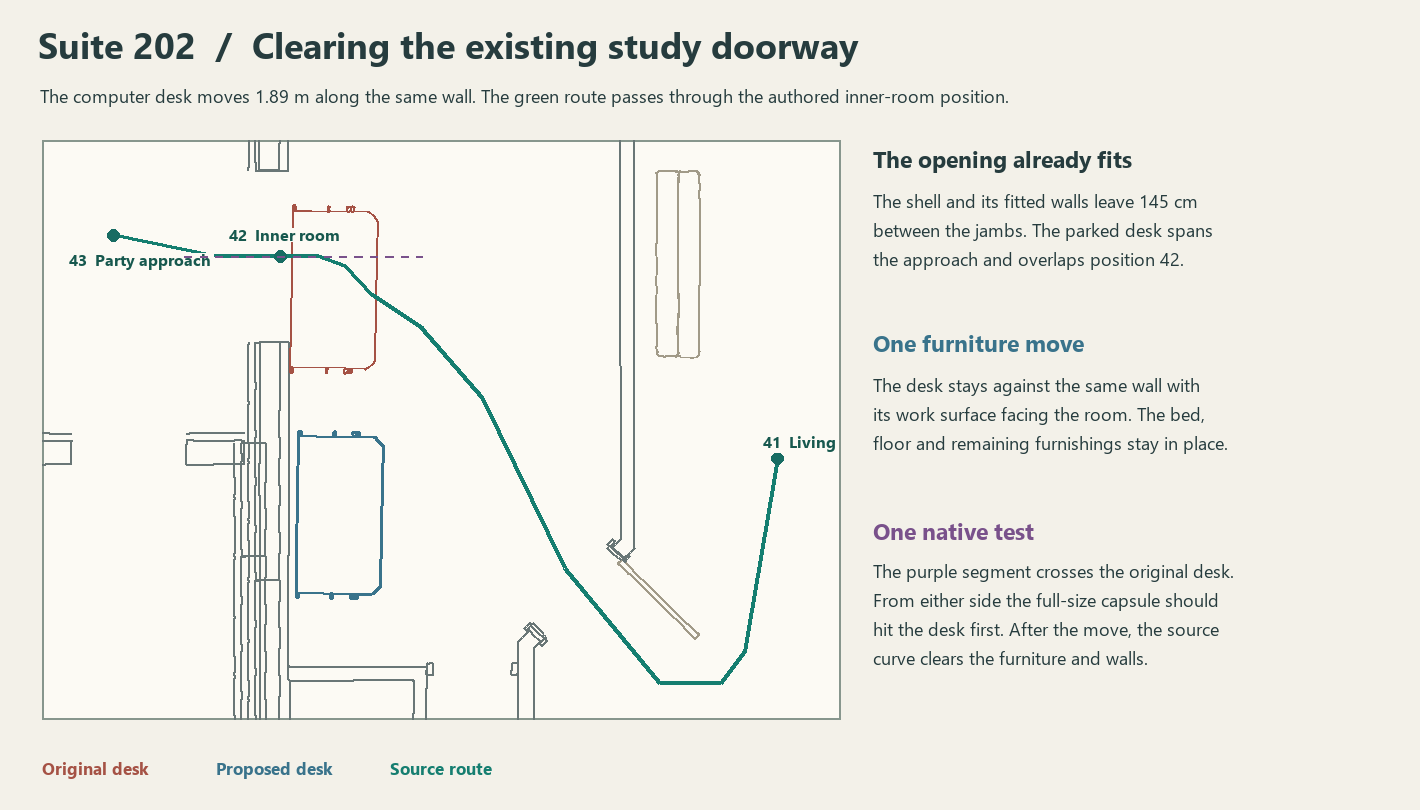 Suite 202 / Clearing the existing study doorway
The computer desk moves 1.89 m along the same wall. The green route passes through the authored inner-room position.
42 Inner room
43 Party approach
41 Living
The opening already fits
The shell and its fitted walls leave 145 cm
between the jambs. The parked desk spans
the approach and overlaps position 42.
One furniture move
The desk stays against the same wall with
its work surface facing the room. The bed,
floor and remaining furnishings stay in place.
One native test
The purple segment crosses the original desk.
From either side the full-size capsule should
hit the desk first. After the move, the source
curve clears the furniture and walls.
Original desk
Proposed desk
Source route